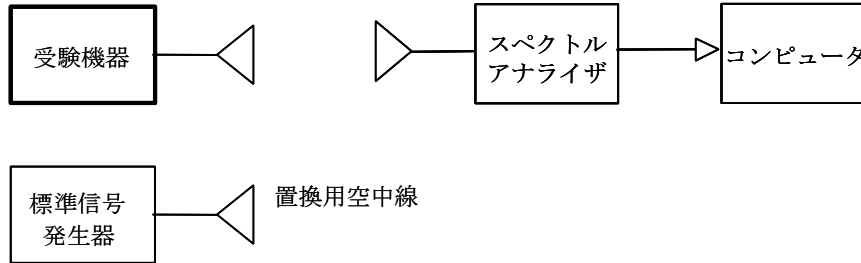 受験機器
スペクトル
アナライザ
コンピュータ
標準信号
発生器
置換用空中線